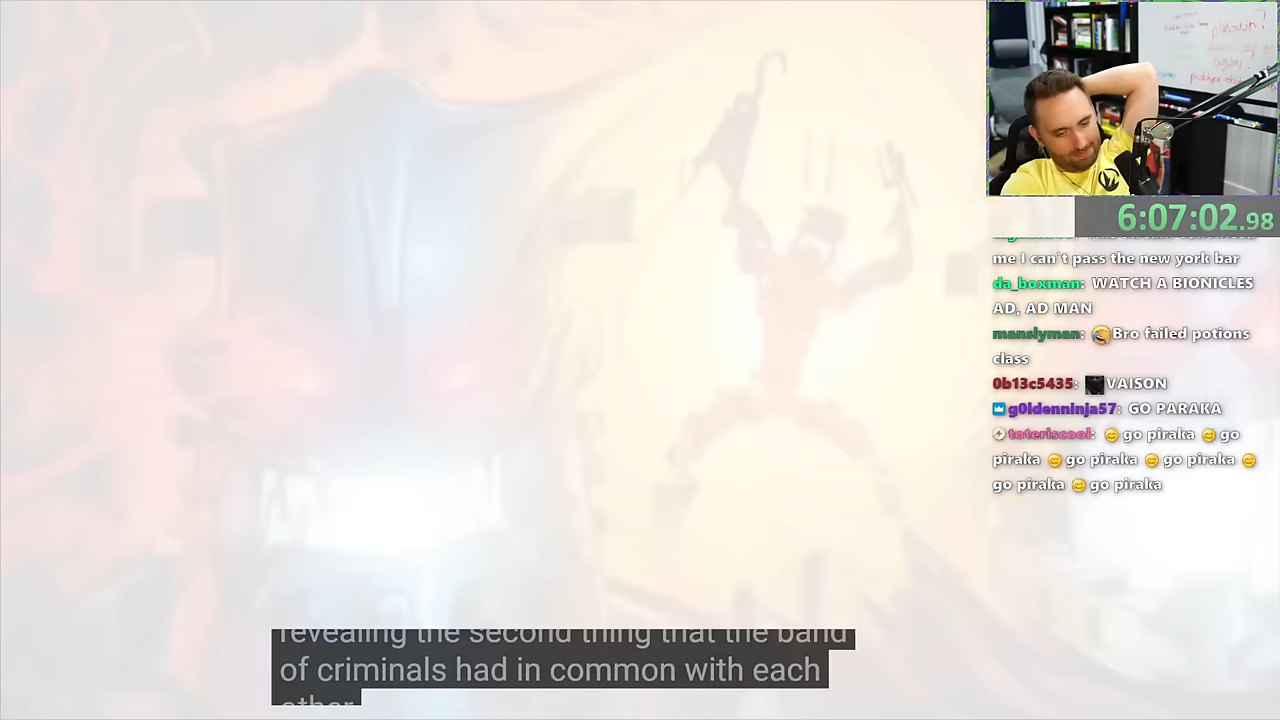 6:07:02.98
me I can't pass the new york bar
da_boxman: WATCH A BIONICLES
AD, AD MAN
manslyman: Bro failed potions
class
0b13c5435: VAISON
g0ldenninja57: GO PARAKA
toteriscool: 😊 go piraka 😊 go
piraka 😊 go piraka 😊 go piraka 😊
go piraka 😊 go piraka
revealing the second thing that the band
of criminals had in common with each
other